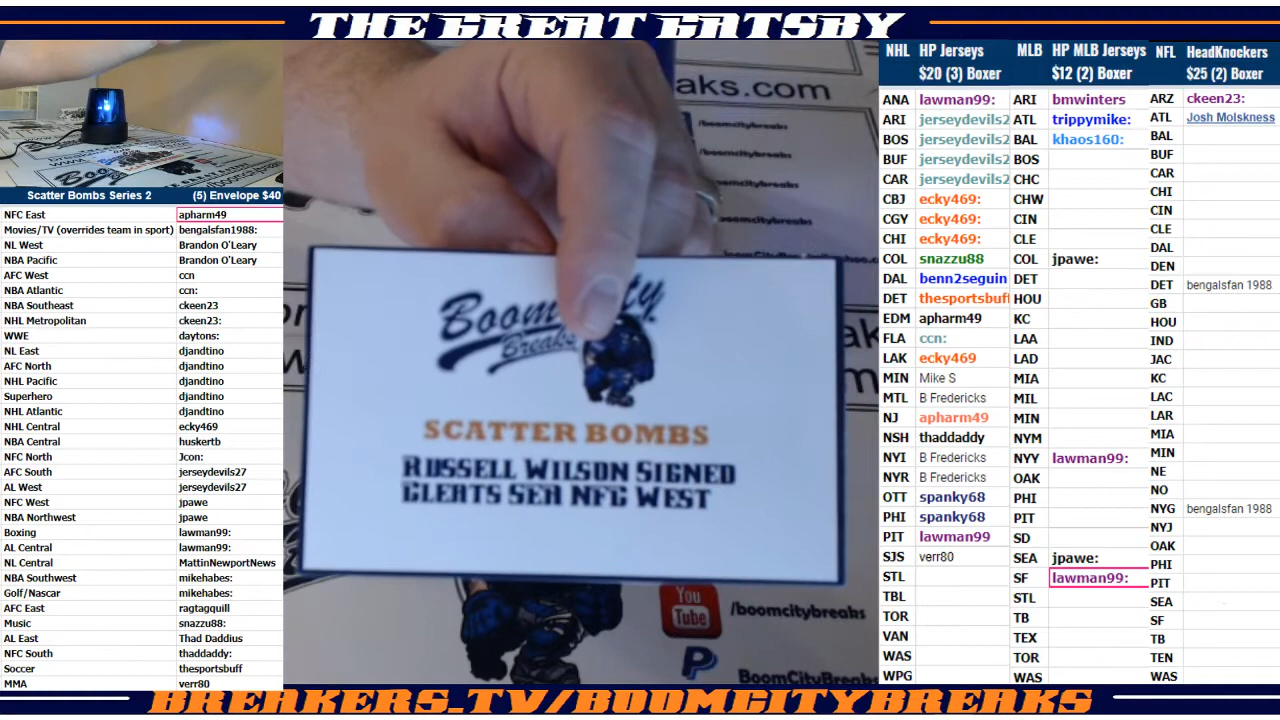 THE GREAT GATSBY
Scatter Bombs Series 2 (5) Envelope $40
NFC East apharm49
Movies/TV (overrides team in sport) bengalsfan1988:
NL West Brandon O'Leary
NBA Pacific Brandon O'Leary
AFC West ccn
NBA Atlantic ccn:
NBA Southeast ckeen23
NHL Metropolitan ckeen23:
WWE daytons:
NL East djandtino
AFC North djandtino
NHL Pacific djandtino
Superhero djandtino
NHL Atlantic djandtino
NHL Central ecky469
NBA Central huskertb
NFC North Jcon:
AFC South jerseydevils27
AL West jerseydevils27
NFC West jpawe
NBA Northwest jpawe
Boxing lawman99:
AL Central lawman99:
NL Central MattinNewportNews
NBA Southwest mikehabes:
Golf/Nascar mikehabes:
AFC East ragtagquill
Music snazzu88:
AL East Thad Daddius
NFC South thaddaddy:
Soccer thesportsbuff
MMA verr80
ks.com
/boomcitybreaks
Boom City
Breaks
SCATTER BOMBS
RUSSELL WILSON SIGNED
CLEATS SEA NFC WEST
You
Tube
/boomcitybreaks
BoomCityBreaks
NHL HP Jerseys MLB HP MLB Jerseys NFL HeadKnockers
$20 (3) Boxer $12 (2) Boxer $25 (2) Boxer
ANA lawman99: ARI bmwinters ARZ ckeen23:
ARI jerseydevils2 ATL trippymike: ATL Josh Molskness
BOS jerseydevils2 BAL khaos160: BAL
BUF jerseydevils2 BOS BUF
CAR jerseydevils2 CHC CAR
CBJ ecky469: CHW CHI
CGY ecky469: CIN CIN
CHI ecky469: CLE CLE
COL snazzu88 COL jpawe: DAL
DAL benn2seguin DET DEN
DET thesportsbuff HOU DET bengalsfan 1988
EDM apharm49 KC GB
FLA ccn: LAA HOU
LAK ecky469 LAD IND
MIN Mike S MIA JAC
MTL B Fredericks MIL KC
NJ apharm49 MIN LAC
NSH thaddaddy NYM LAR
NYI B Fredericks NYY lawman99: MIA
NYR B Fredericks OAK MIN
OTT spanky68 PHI NE
PHI spanky68 PIT NO
PIT lawman99 SD NYG bengalsfan 1988
SJS verr80 SEA jpawe: NYJ
STL SF lawman99: OAK
TBL STL PHI
TOR TB PIT
VAN TEX SEA
WAS TOR SF
WPG WAS TB
TEN
WAS
BREAKERS.TV/BOOMCITYBREAKS